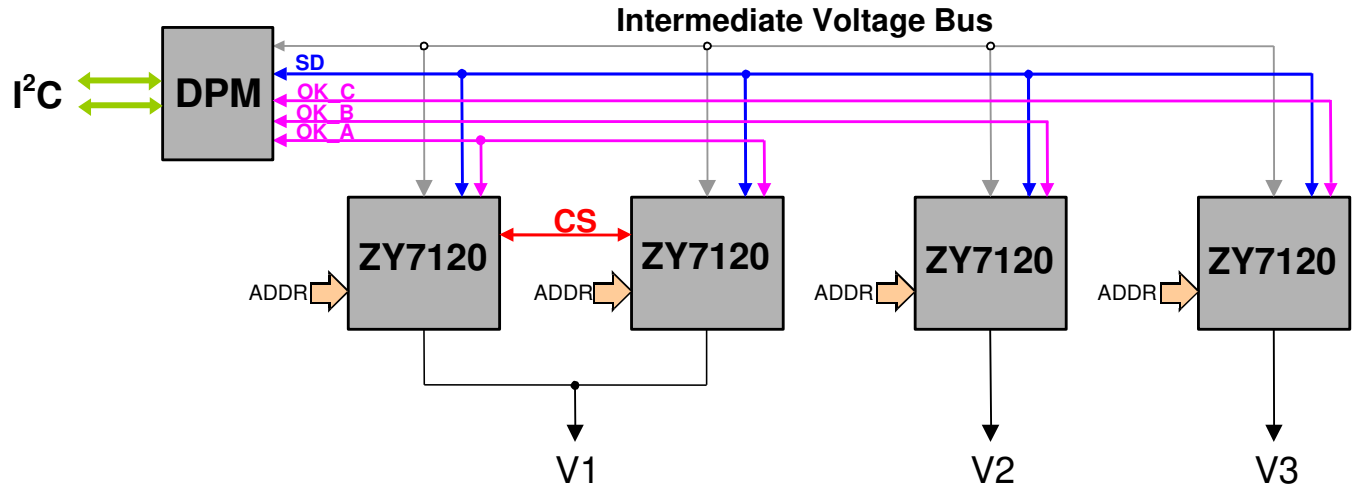 Intermediate Voltage Bus
I²C
DPM
SD
OK_C
OK_B
OK_A
ZY7120
CS
ZY7120
ZY7120
ZY7120
ADDR
ADDR
ADDR
ADDR
V1
V2
V3